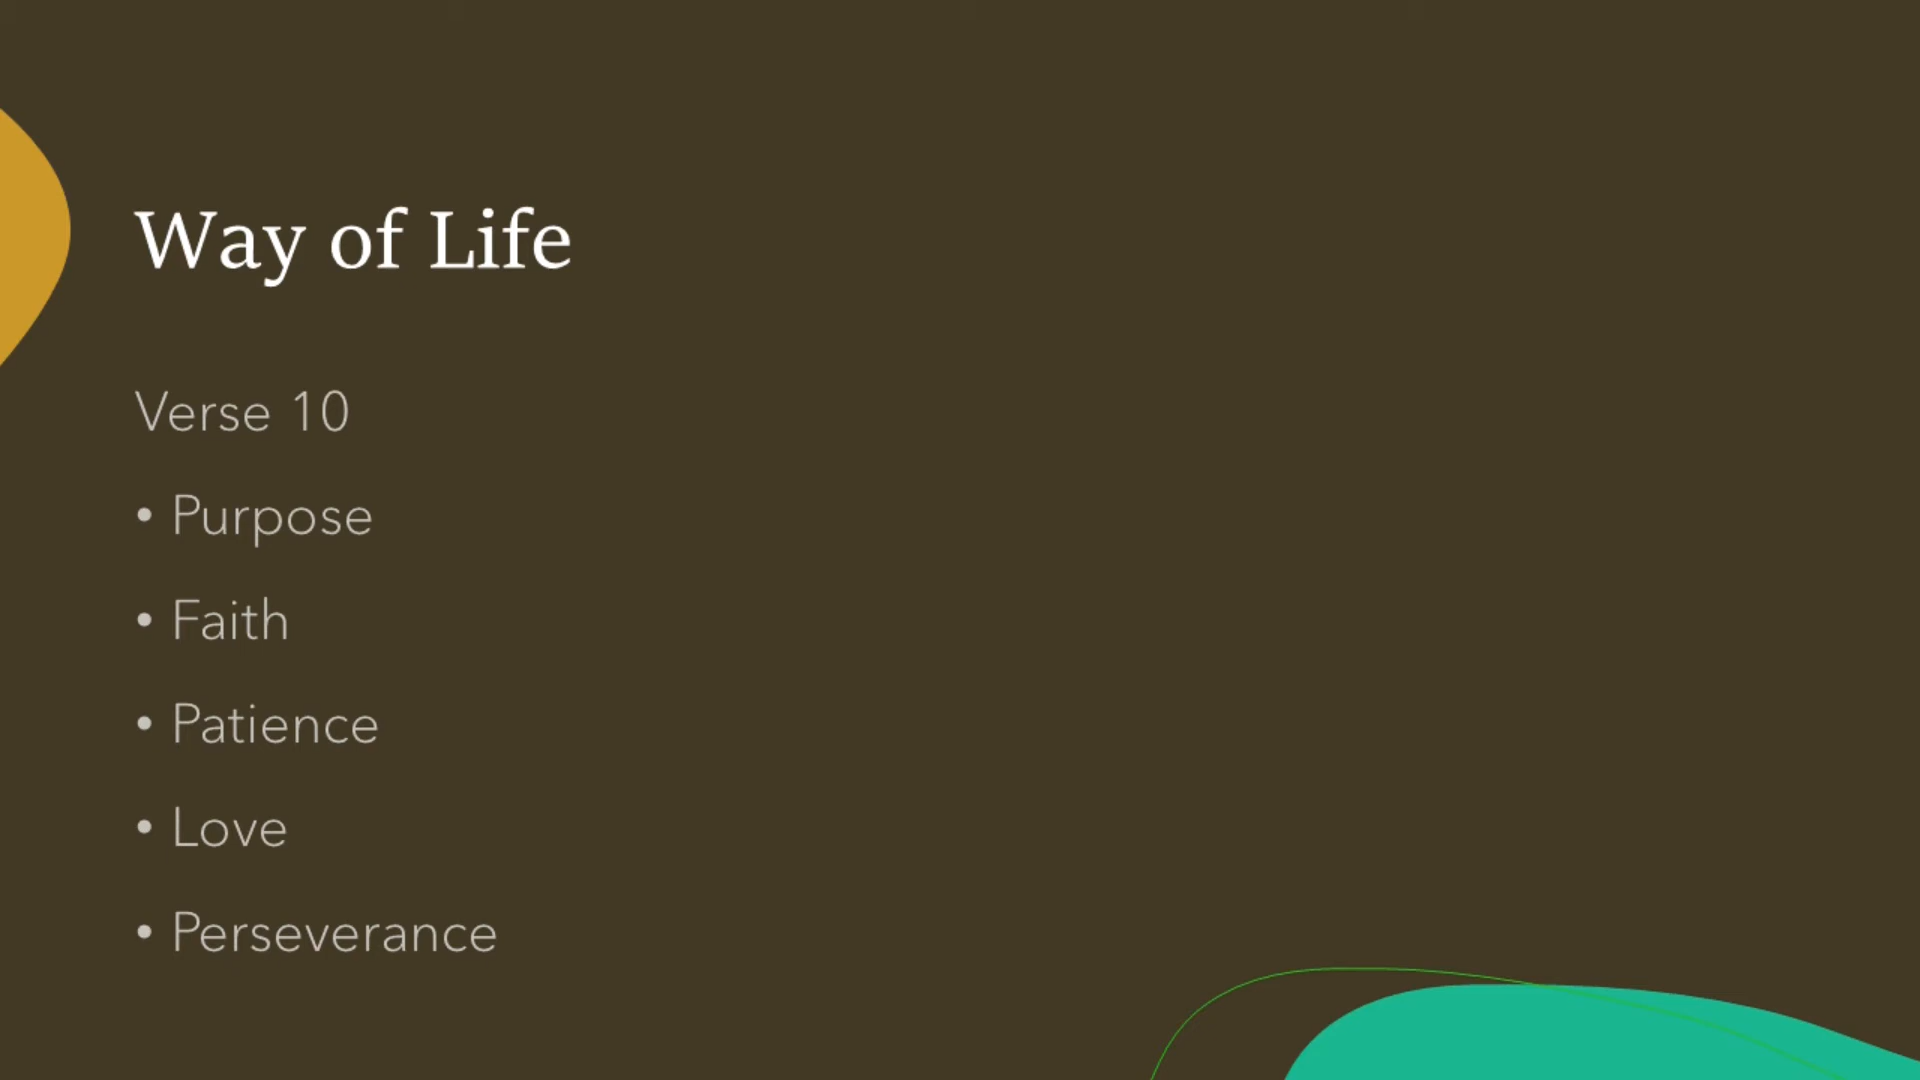 Way of Life
Verse 10
• Purpose
• Faith
• Patience
• Love
• Perseverance